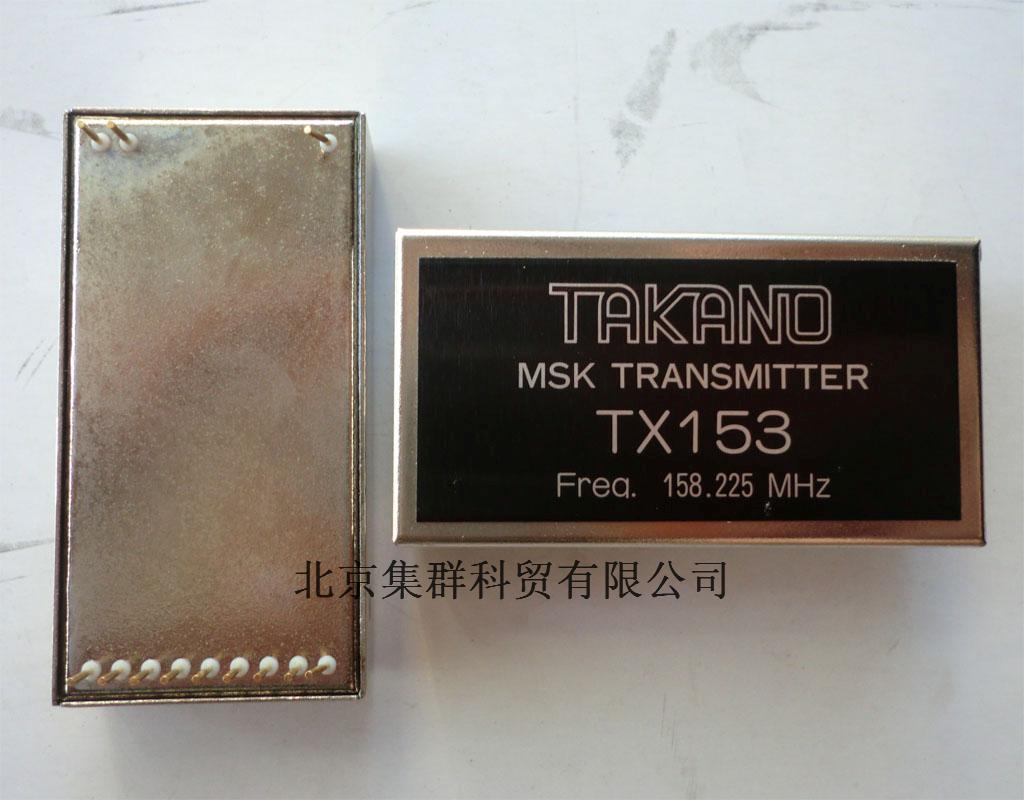 TAKANO
MSK TRANSMITTER
TX153
Freq. 158.225 MHz
北京集群科贸有限公司